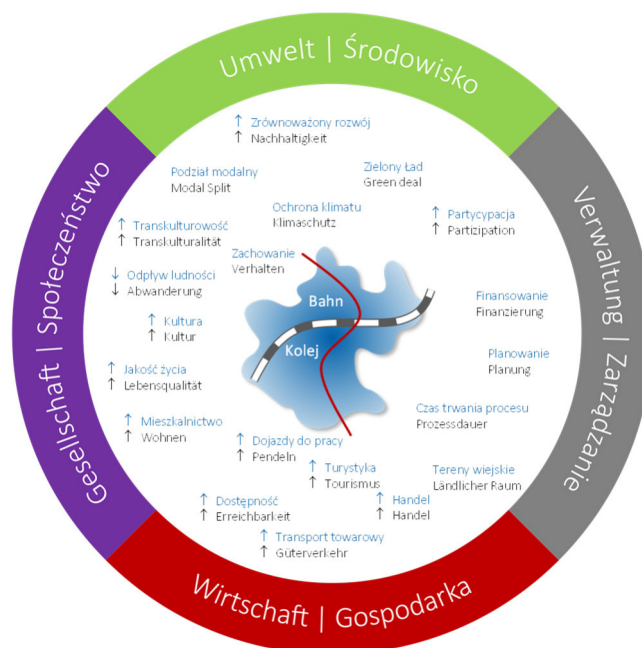 Umwelt | Środowisko
↑ Zrównoważony rozwój
↑ Nachhaltigkeit
Podział modalny
Modal Split
Zielony Ład
Green deal
Ochrona klimatu
Klimaschutz
↑ Transkulturowość
↑ Transkulturalität
↑ Partycypacja
↑ Partizipation
Zachowanie
Verhalten
↓ Odpływ ludności
↓ Abwanderung
Bahn
Kolej
Finansowanie
Finanzierung
↑ Kultura
↑ Kultur
Planowanie
Planung
↑ Jakość życia
↑ Lebensqualität
Czas trwania procesu
Prozessdauer
↑ Mieszkalnictwo
↑ Wohnen
↑ Dojazdy do pracy
↑ Pendeln
↑ Turystyka
↑ Tourismus
Tereny wiejskie
Ländlicher Raum
↑ Dostępność
↑ Erreichbarkeit
↑ Handel
↑ Handel
↑ Transport towarowy
↑ Güterverkehr
Gesellschaft | Społeczeństwo
Verwaltung | Zarządzanie
Wirtschaft | Gospodarka